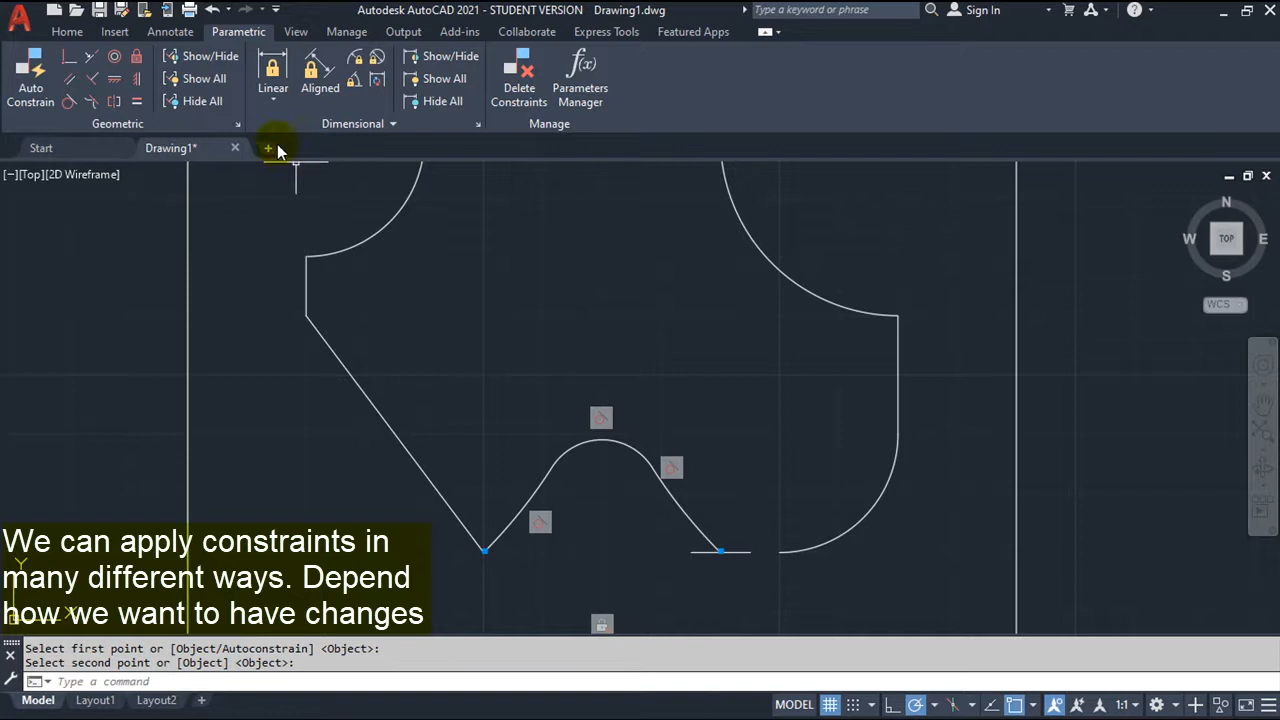 Autodesk AutoCAD 2021 - STUDENT VERSION Drawing1.dwg
Type a keyword or phrase
Sign In
Home Insert Annotate Parametric View Manage Output Add-ins Collaborate Express Tools Featured Apps
Auto
Constrain
Show/Hide
Show All
Hide All
Geometric
Linear
Aligned
Show/Hide
Show All
Hide All
Dimensional
Delete
Constraints
f(x)
Parameters
Manager
Manage
Start
Drawing1*
[−][Top][2D Wireframe]
N
W TOP E
S
WCS
We can apply constraints in
many different ways. Depend
how we want to have changes
Y
X
Select first point or [Object/Autoconstrain] <Object>:
Select second point or [Object] <Object>:
Type a command
Model Layout1 Layout2
MODEL
1:1